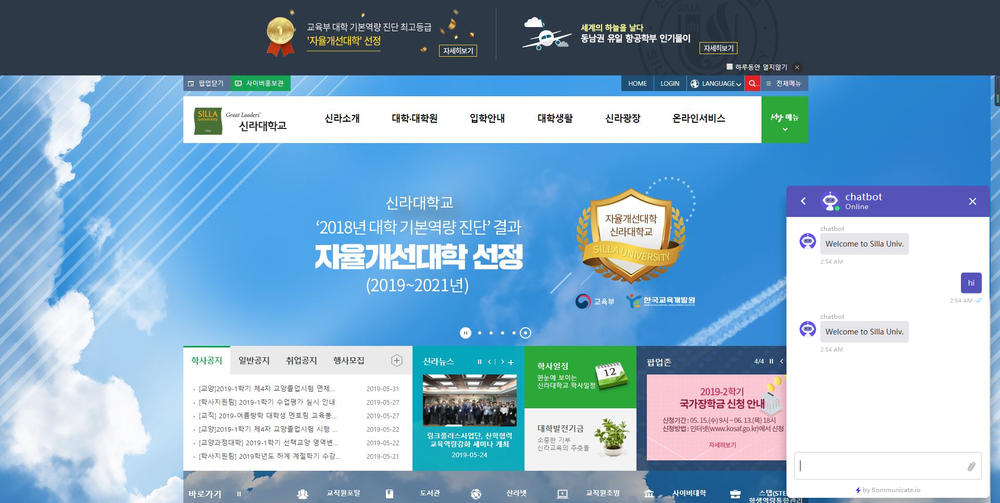 교육부 대학 기본역량 진단 최고등급
'자율개선대학' 선정
자세히보기
세계의 하늘을 날다
동남권 유일 항공학부 인기몰이
자세히보기
SILLA
하루동안 열지않기
팝업닫기
사이버홍보관
HOME
LOGIN
LANGUAGE
...
전체메뉴
SILLA
university
1954
Great Leaders'
신라대학교
신라소개
대학·대학원
입학안내
대학생활
신라광장
온라인서비스
My 메뉴
신라대학교
‘2018년 대학 기본역량 진단’ 결과
자율개선대학 선정
(2019~2021년)
자율개선대학
신라대학교
SILLA UNIVERSITY
교육부
한국교육개발원
KOREAN EDUCATIONAL DEVELOPMENT INSTITUTE
학사공지
일반공지
취업공지
행사모집
[교양]2019-1학기 제4차 교양졸업시험 면제...
2019-05-31
[학사지원팀] 2019-1학기 수업평가 실시 안내
2019-05-27
[교직] 2019-여름방학 대학생 멘토링 교육봉...
2019-05-27
[교양]2019-1학기 제4차 교양졸업시험 시행 ...
2019-05-22
[교양과정대학] 2019-1학기 선택교양 영역변...
2019-05-22
[학사지원팀] 2019학년도 하계 계절학기 수강...
2019-05-21
신라뉴스
링크플러스사업단, 산학협력
교육역량강화 세미나 개최
2019-05-24
학사일정
한눈에 보이는
신라대학교 학사일정
12
대학발전기금
소중한 기부
신라교육의 주춧돌
팝업존
4/4
2019-2학기
국가장학금 신청 안내
신청기간 : 05. 15.(수) 9시 ~ 06. 13.(목) 18시
신청방법 : 인터넷(www.kosaf.go.kr)에서 신청
자세히보기
바로가기
교직원포탈
도서관
신라넷
교직원초빙
사이버대학
스텝(STE
학생역량통합관리
chatbot
Online
chatbot
Welcome to Silla Univ.
2:54 AM
hi
2:54 AM
chatbot
Welcome to Silla Univ.
2:54 AM
by Kommunicate.io